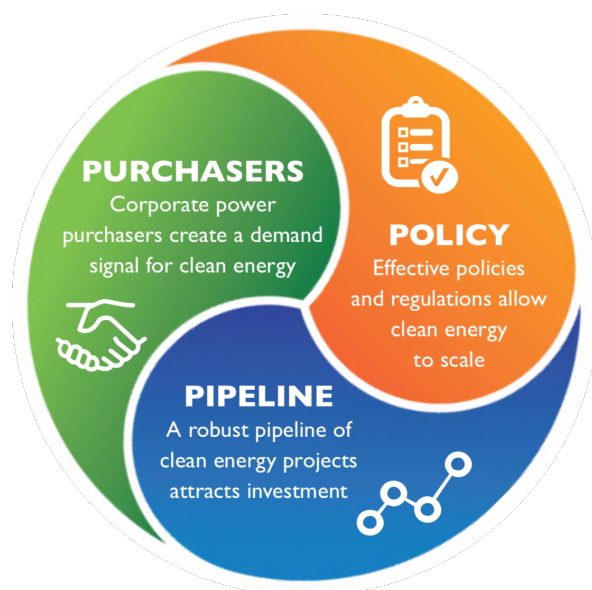 PURCHASERS
Corporate power
purchasers create a demand
signal for clean energy
POLICY
Effective policies
and regulations allow
clean energy
to scale
PIPELINE
A robust pipeline of
clean energy projects
attracts investment